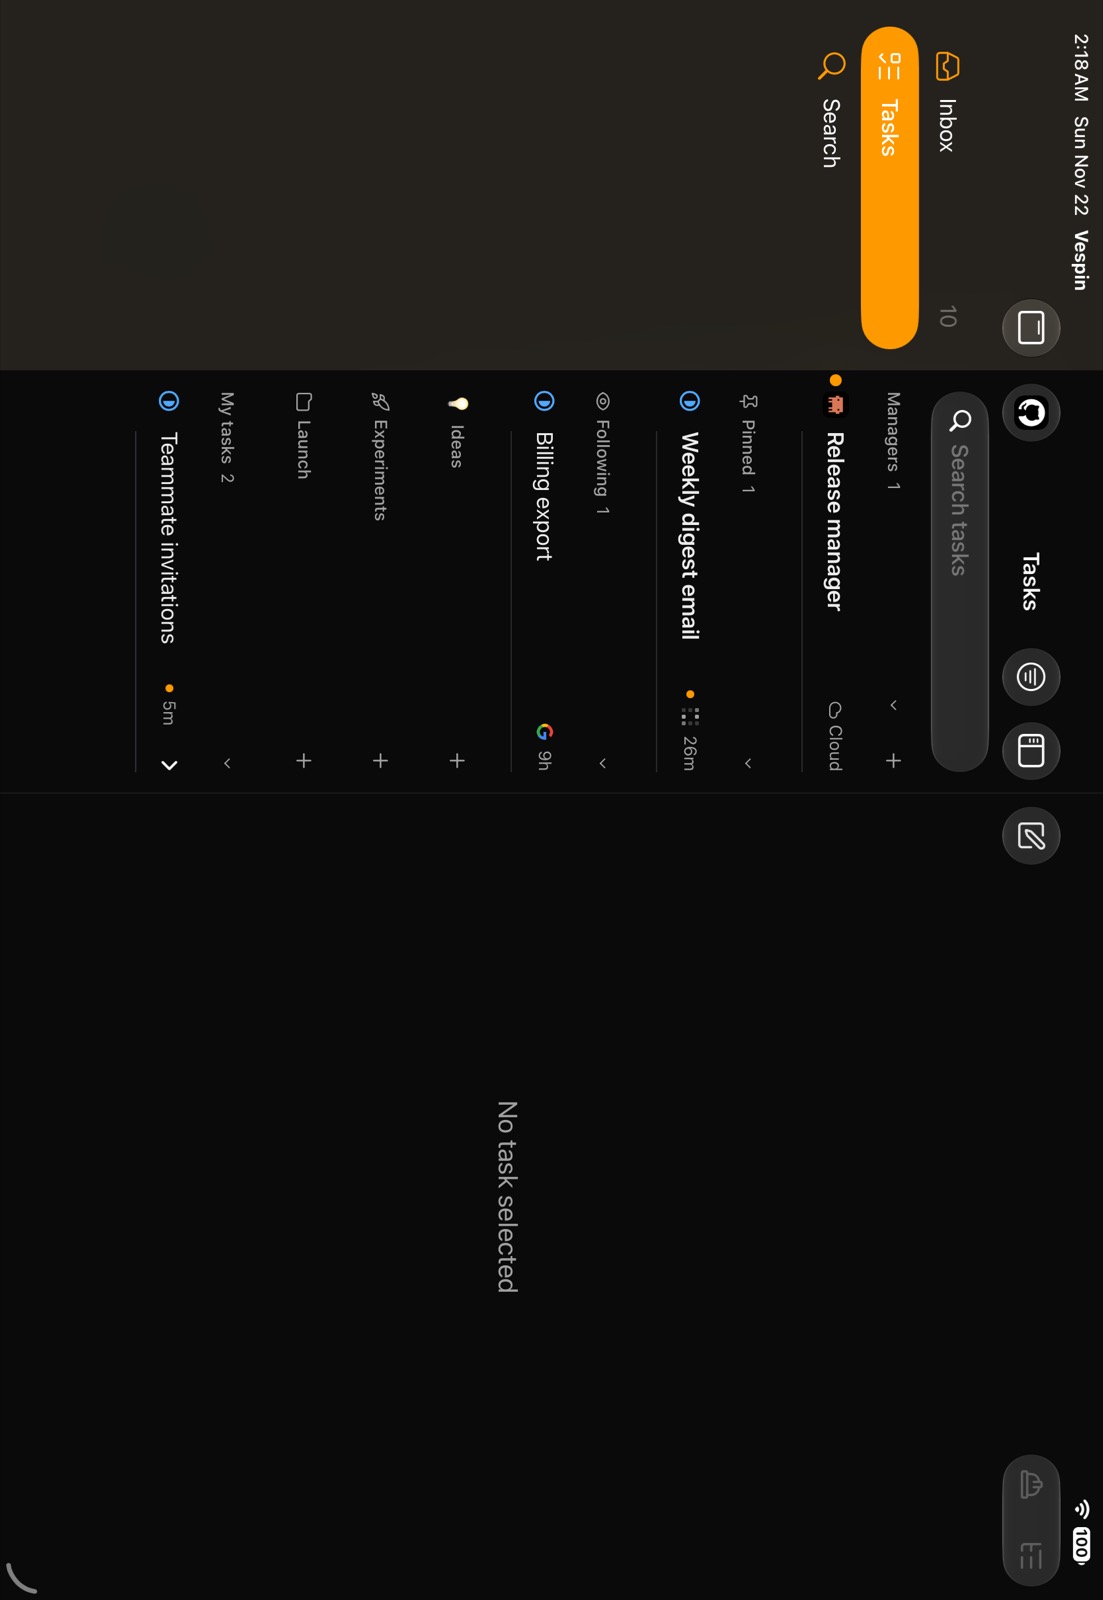 2:18 AM Sun Nov 22 Vespin
100
Inbox 10
Tasks
Search
Tasks
Search tasks
Managers 1
Release manager Cloud
Pinned 1
Weekly digest email 26m
Following 1
Billing export 9h
Ideas
Experiments
Launch
My tasks 2
Teammate invitations 5m
No task selected